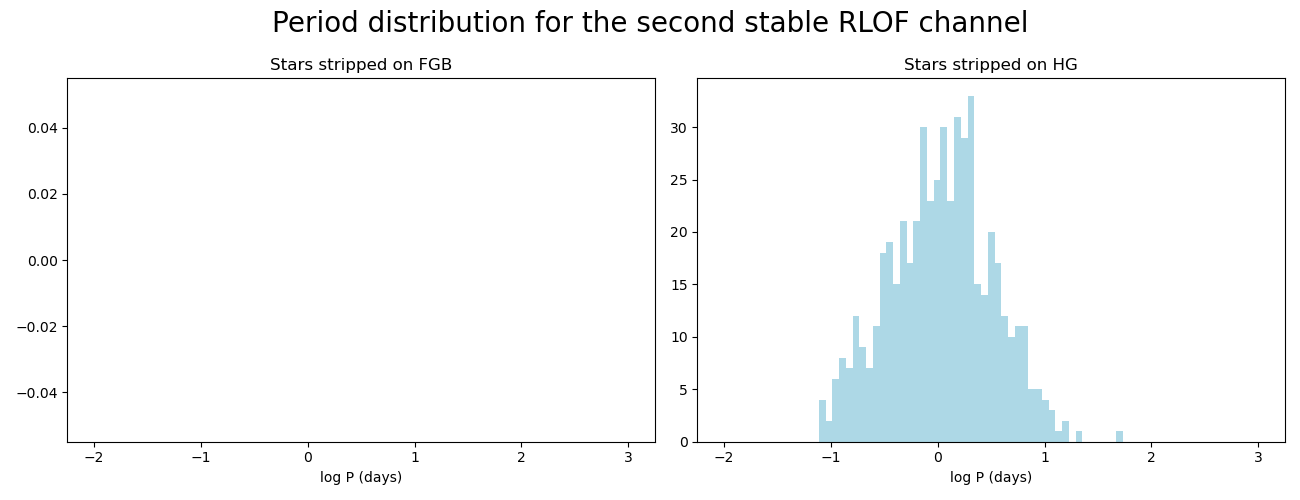 Period distribution for the second stable RLOF channel
Stars stripped on FGB
0.04
0.02
0.00
−0.02
−0.04
−2 −1 0 1 2 3
log P (days)
Stars stripped on HG
30
25
20
15
10
5
0
−2 −1 0 1 2 3
log P (days)